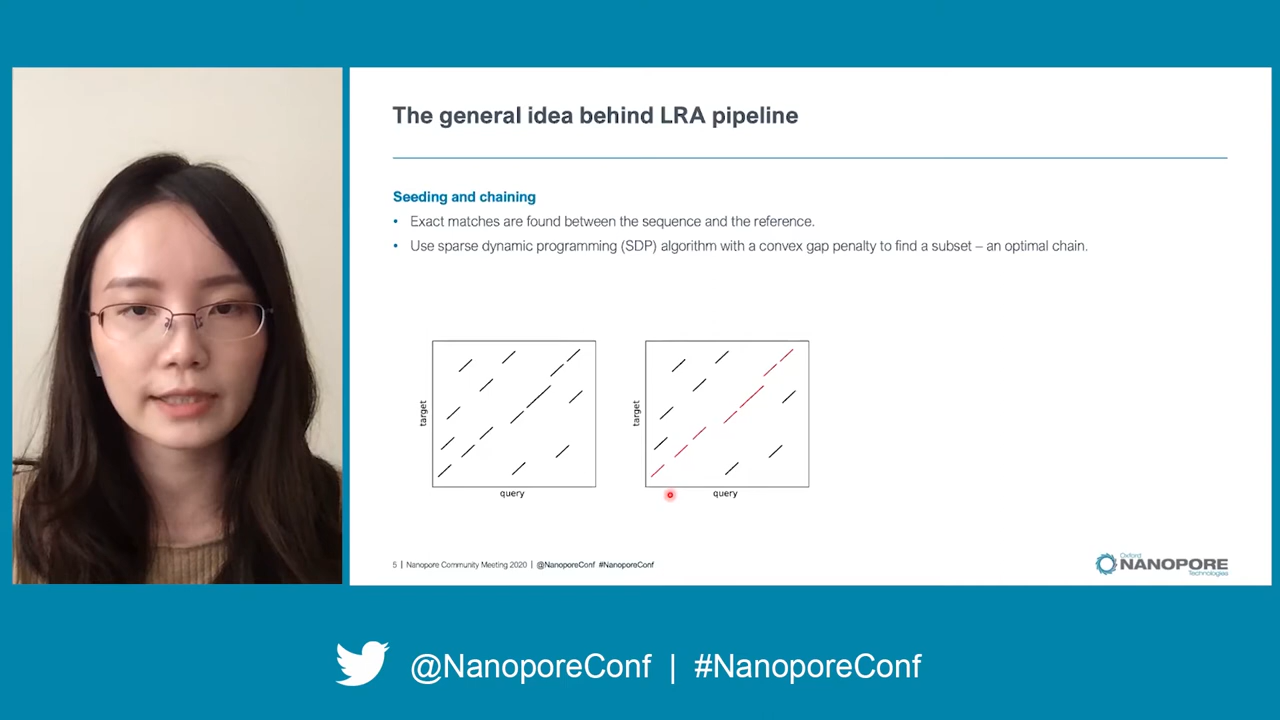 The general idea behind LRA pipeline
Seeding and chaining
• Exact matches are found between the sequence and the reference.
• Use sparse dynamic programming (SDP) algorithm with a convex gap penalty to find a subset – an optimal chain.
target
query
target
query
5 | Nanopore Community Meeting 2020 | @NanoporeConf #NanoporeConf
Oxford
NANOPORE
Technologies
@NanoporeConf | #NanoporeConf